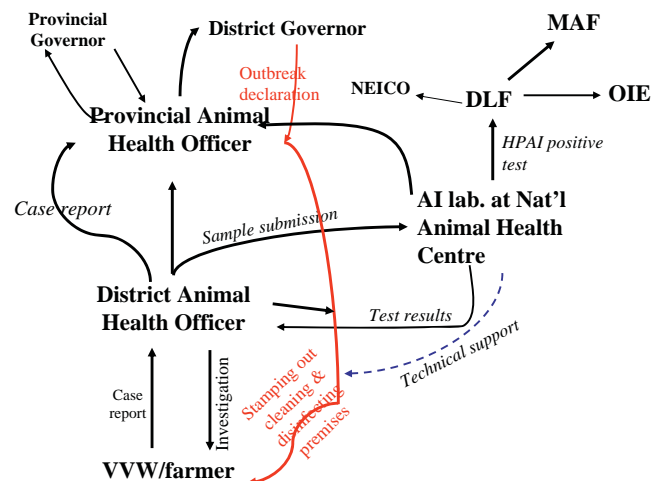 Provincial
Governor
District Governor
MAF
Outbreak
declaration
NEICO
DLF
OIE
Provincial Animal
Health Officer
HPAI positive
test
Case report
Sample submission
AI lab. at Nat'l
Animal Health
Centre
District Animal
Health Officer
Test results
Technical support
Stamping out
cleaning &
disinfecting
premises
Case
report
Investigation
VVW/farmer